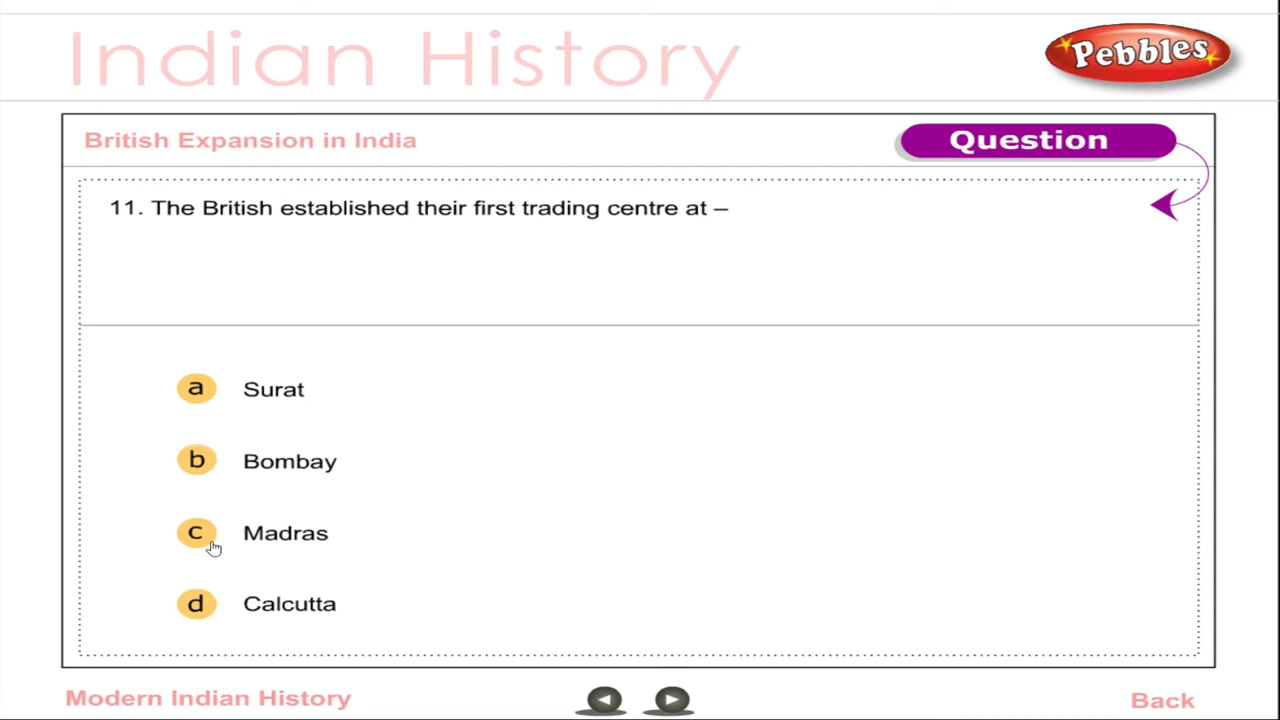 Indian History
Pebbles
British Expansion in India
Question
11. The British established their first trading centre at –
a Surat
b Bombay
c Madras
d Calcutta
Modern Indian History
Back